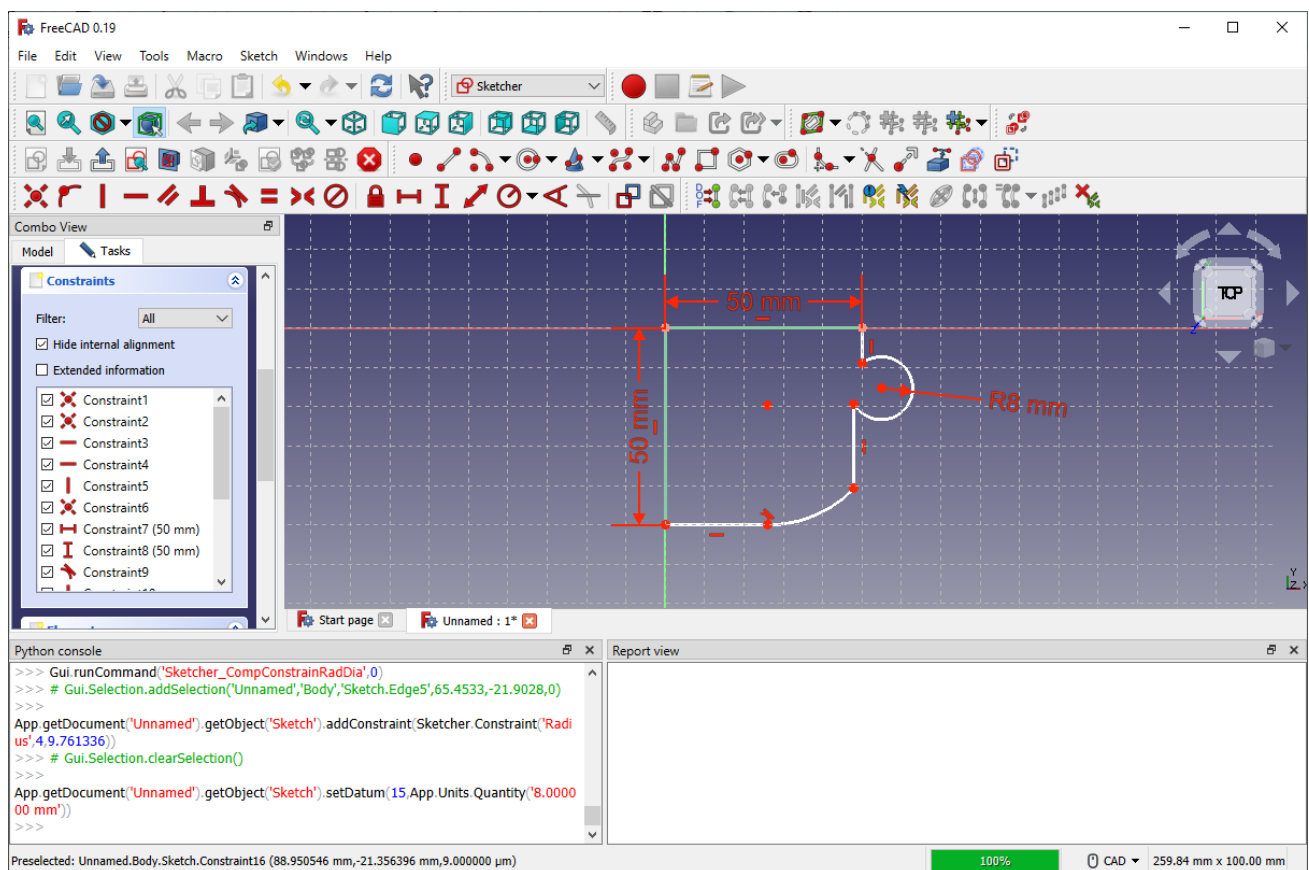 FreeCAD 0.19
File Edit View Tools Macro Sketch Windows Help
Sketcher
Combo View
Model Tasks
Constraints
Filter: All
Hide internal alignment
Extended information
Constraint1
Constraint2
Constraint3
Constraint4
Constraint5
Constraint6
Constraint7 (50 mm)
Constraint8 (50 mm)
Constraint9
50 mm
50 mm
R8 mm
TOP
Y
Z
Start page Unnamed : 1*
Python console
>>> Gui.runCommand('Sketcher_CompConstrainRadDia',0)
>>> # Gui.Selection.addSelection('Unnamed','Body','Sketch.Edge5',65.4533,-21.9028,0)
>>>
App.getDocument('Unnamed').getObject('Sketch').addConstraint(Sketcher.Constraint('Radi
us',4,9.761336))
>>> # Gui.Selection.clearSelection()
>>>
App.getDocument('Unnamed').getObject('Sketch').setDatum(15,App.Units.Quantity('8.0000
00 mm'))
>>>
Report view
Preselected: Unnamed.Body.Sketch.Constraint16 (88.950546 mm,-21.356396 mm,9.000000 µm)
100% CAD 259.84 mm x 100.00 mm